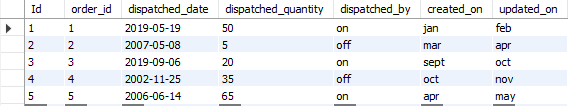 Id order_id dispatched_date dispatched_quantity dispatched_by created_on updated_on
1 1 2019-05-19 50 on jan feb
2 2 2007-05-08 5 off mar apr
3 3 2019-09-06 20 on sept oct
4 4 2002-11-25 35 off oct nov
5 5 2006-06-14 65 on apr may